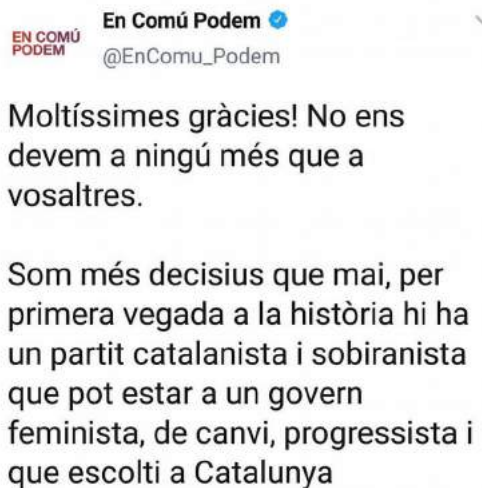 En Comú Podem
EN COMÚ
PODEM
@EnComu_Podem
Moltíssimes gràcies! No ens
devem a ningú més que a
vosaltres.
Som més decisius que mai, per
primera vegada a la història hi ha
un partit catalanista i sobiranista
que pot estar a un govern
feminista, de canvi, progressista i
que escolti a Catalunya